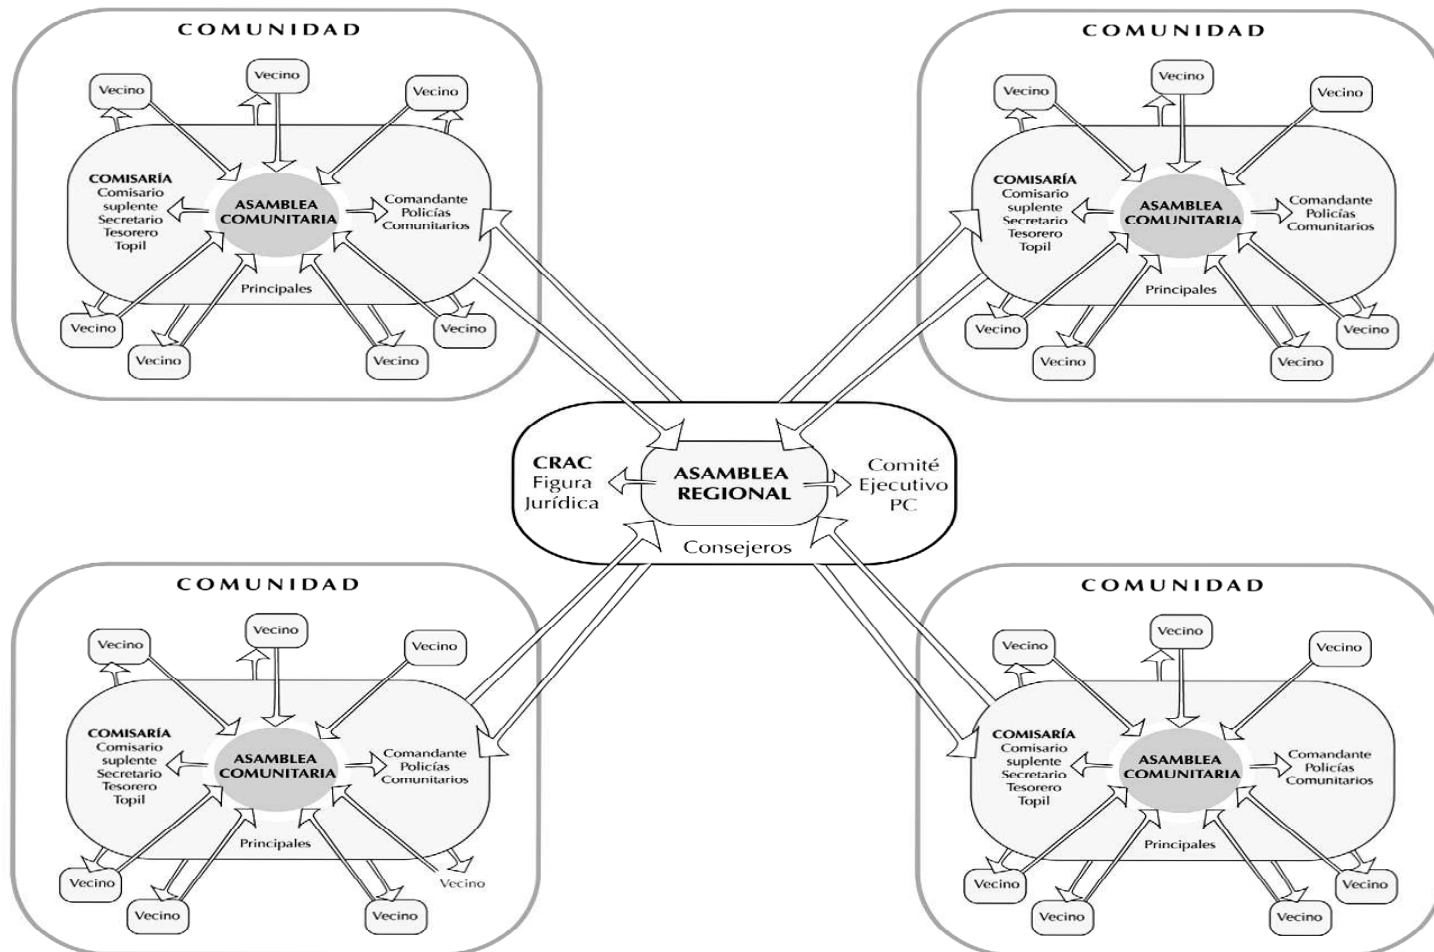 COMUNIDAD
Vecino
Vecino
Vecino
COMISARÍA
Comisario
suplente
Secretario
Tesorero
Topil
ASAMBLEA
COMUNITARIA
Comandante
Policías
Comunitarios
Principales
Vecino
Vecino
Vecino
Vecino
COMUNIDAD
Vecino
Vecino
Vecino
COMISARÍA
Comisario
suplente
Secretario
Tesorero
Topil
ASAMBLEA
COMUNITARIA
Comandante
Policías
Comunitarios
Principales
Vecino
Vecino
Vecino
Vecino
CRAC
Figura
Jurídica
ASAMBLEA
REGIONAL
Comité
Ejecutivo
PC
Consejeros
COMUNIDAD
Vecino
Vecino
Vecino
COMISARÍA
Comisario
suplente
Secretario
Tesorero
Topil
ASAMBLEA
COMUNITARIA
Comandante
Policías
Comunitarios
Principales
Vecino
Vecino
Vecino
Vecino
COMUNIDAD
Vecino
Vecino
Vecino
COMISARÍA
Comisario
suplente
Secretario
Tesorero
Topil
ASAMBLEA
COMUNITARIA
Comandante
Policías
Comunitarios
Principales
Vecino
Vecino
Vecino
Vecino